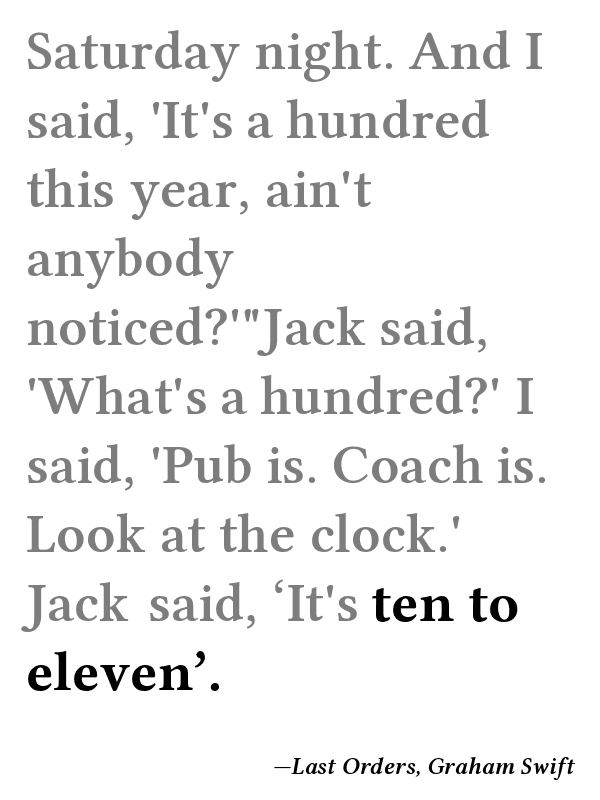 Saturday night. And I
said, 'It's a hundred
this year, ain't
anybody
noticed?'"Jack said,
'What's a hundred?' I
said, 'Pub is. Coach is.
Look at the clock.'
Jack said, ‘It's ten to
eleven’.
—Last Orders, Graham Swift